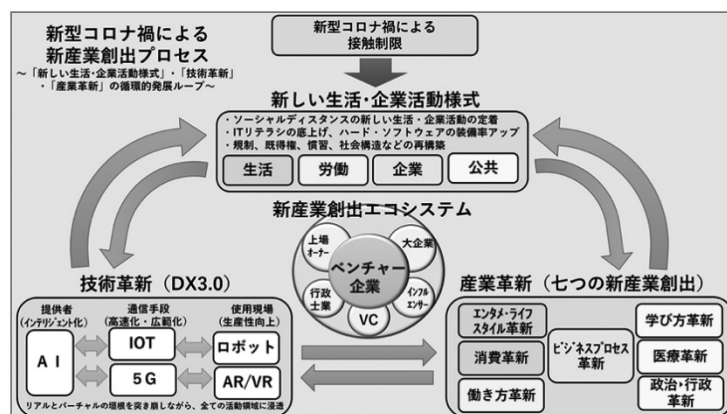 新型コロナ禍による
新産業創出プロセス
~「新しい生活・企業活動様式」・「技術革新」
・「産業革新」の循環的発展ループ~
新型コロナ禍による
接触制限
新しい生活・企業活動様式
・ソーシャルディスタンスの新しい生活・企業活動の定着
・ITリテラシの底上げ、ハード・ソフトウェアの装備率アップ
・規制、既得権、慣習、社会構造などの再構築
生活
労働
企業
公共
新産業創出エコシステム
上場
オーナー
大企業
ベンチャー
企業
行政
士業
インフル
エンサー
VC
技術革新(DX3.0)
提供者
(インテリジェント化)
通信手段
(高速化・広範化)
使用現場
(生産性向上)
AI
IOT
ロボット
5G
AR/VR
リアルとバーチャルの垣根を突き崩しながら、全ての活動領域に浸透
産業革新(七つの新産業創出)
エンタメ・ライフ
スタイル革新
消費革新
働き方革新
ビジネスプロセス
革新
学び方革新
医療革新
政治・行政
革新